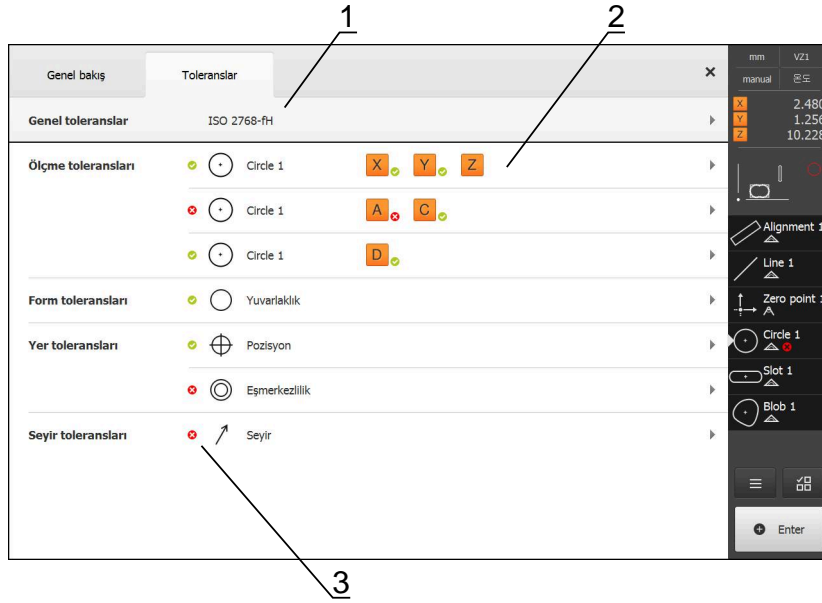 1
2
Genel bakış
Toleranslar
Genel toleranslar ISO 2768-fH
Ölçme toleransları Circle 1 X Y Z
Circle 1 A C
Circle 1 D
Form toleransları Yuvarlaklık
Yer toleransları Pozisyon
Eşmerkezlilik
Seyir toleransları Seyir
3
mm VZ1
manual 온도
X 2.480
Y 1.256
Z 10.228
Alignment 1
Line 1
Zero point 1
Circle 1
Slot 1
Blob 1
Enter